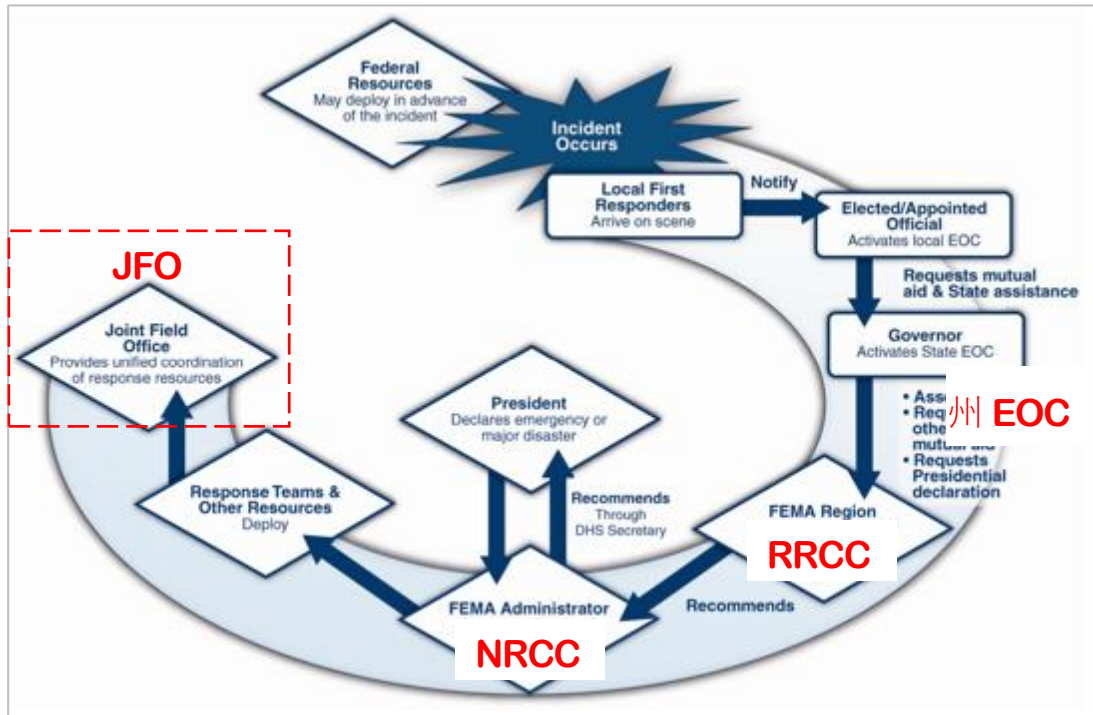 Federal
Resources
May deploy in advance
of the incident
Incident
Occurs
Local First
Responders
Arrive on scene
Notify
Elected/Appointed
Official
Activates local EOC
Requests mutual
aid & State assistance
Governor
Activates State EOC
州 EOC
mutual aid
• Requests
Presidential
declaration
FEMA Region
RRCC
Recommends
FEMA Administrator
NRCC
President
Declares emergency or
major disaster
Recommends
Through
DHS Secretary
Response Teams &
Other Resources
Deploy
JFO
Joint Field
Office
Provides unified coordination
of response resources